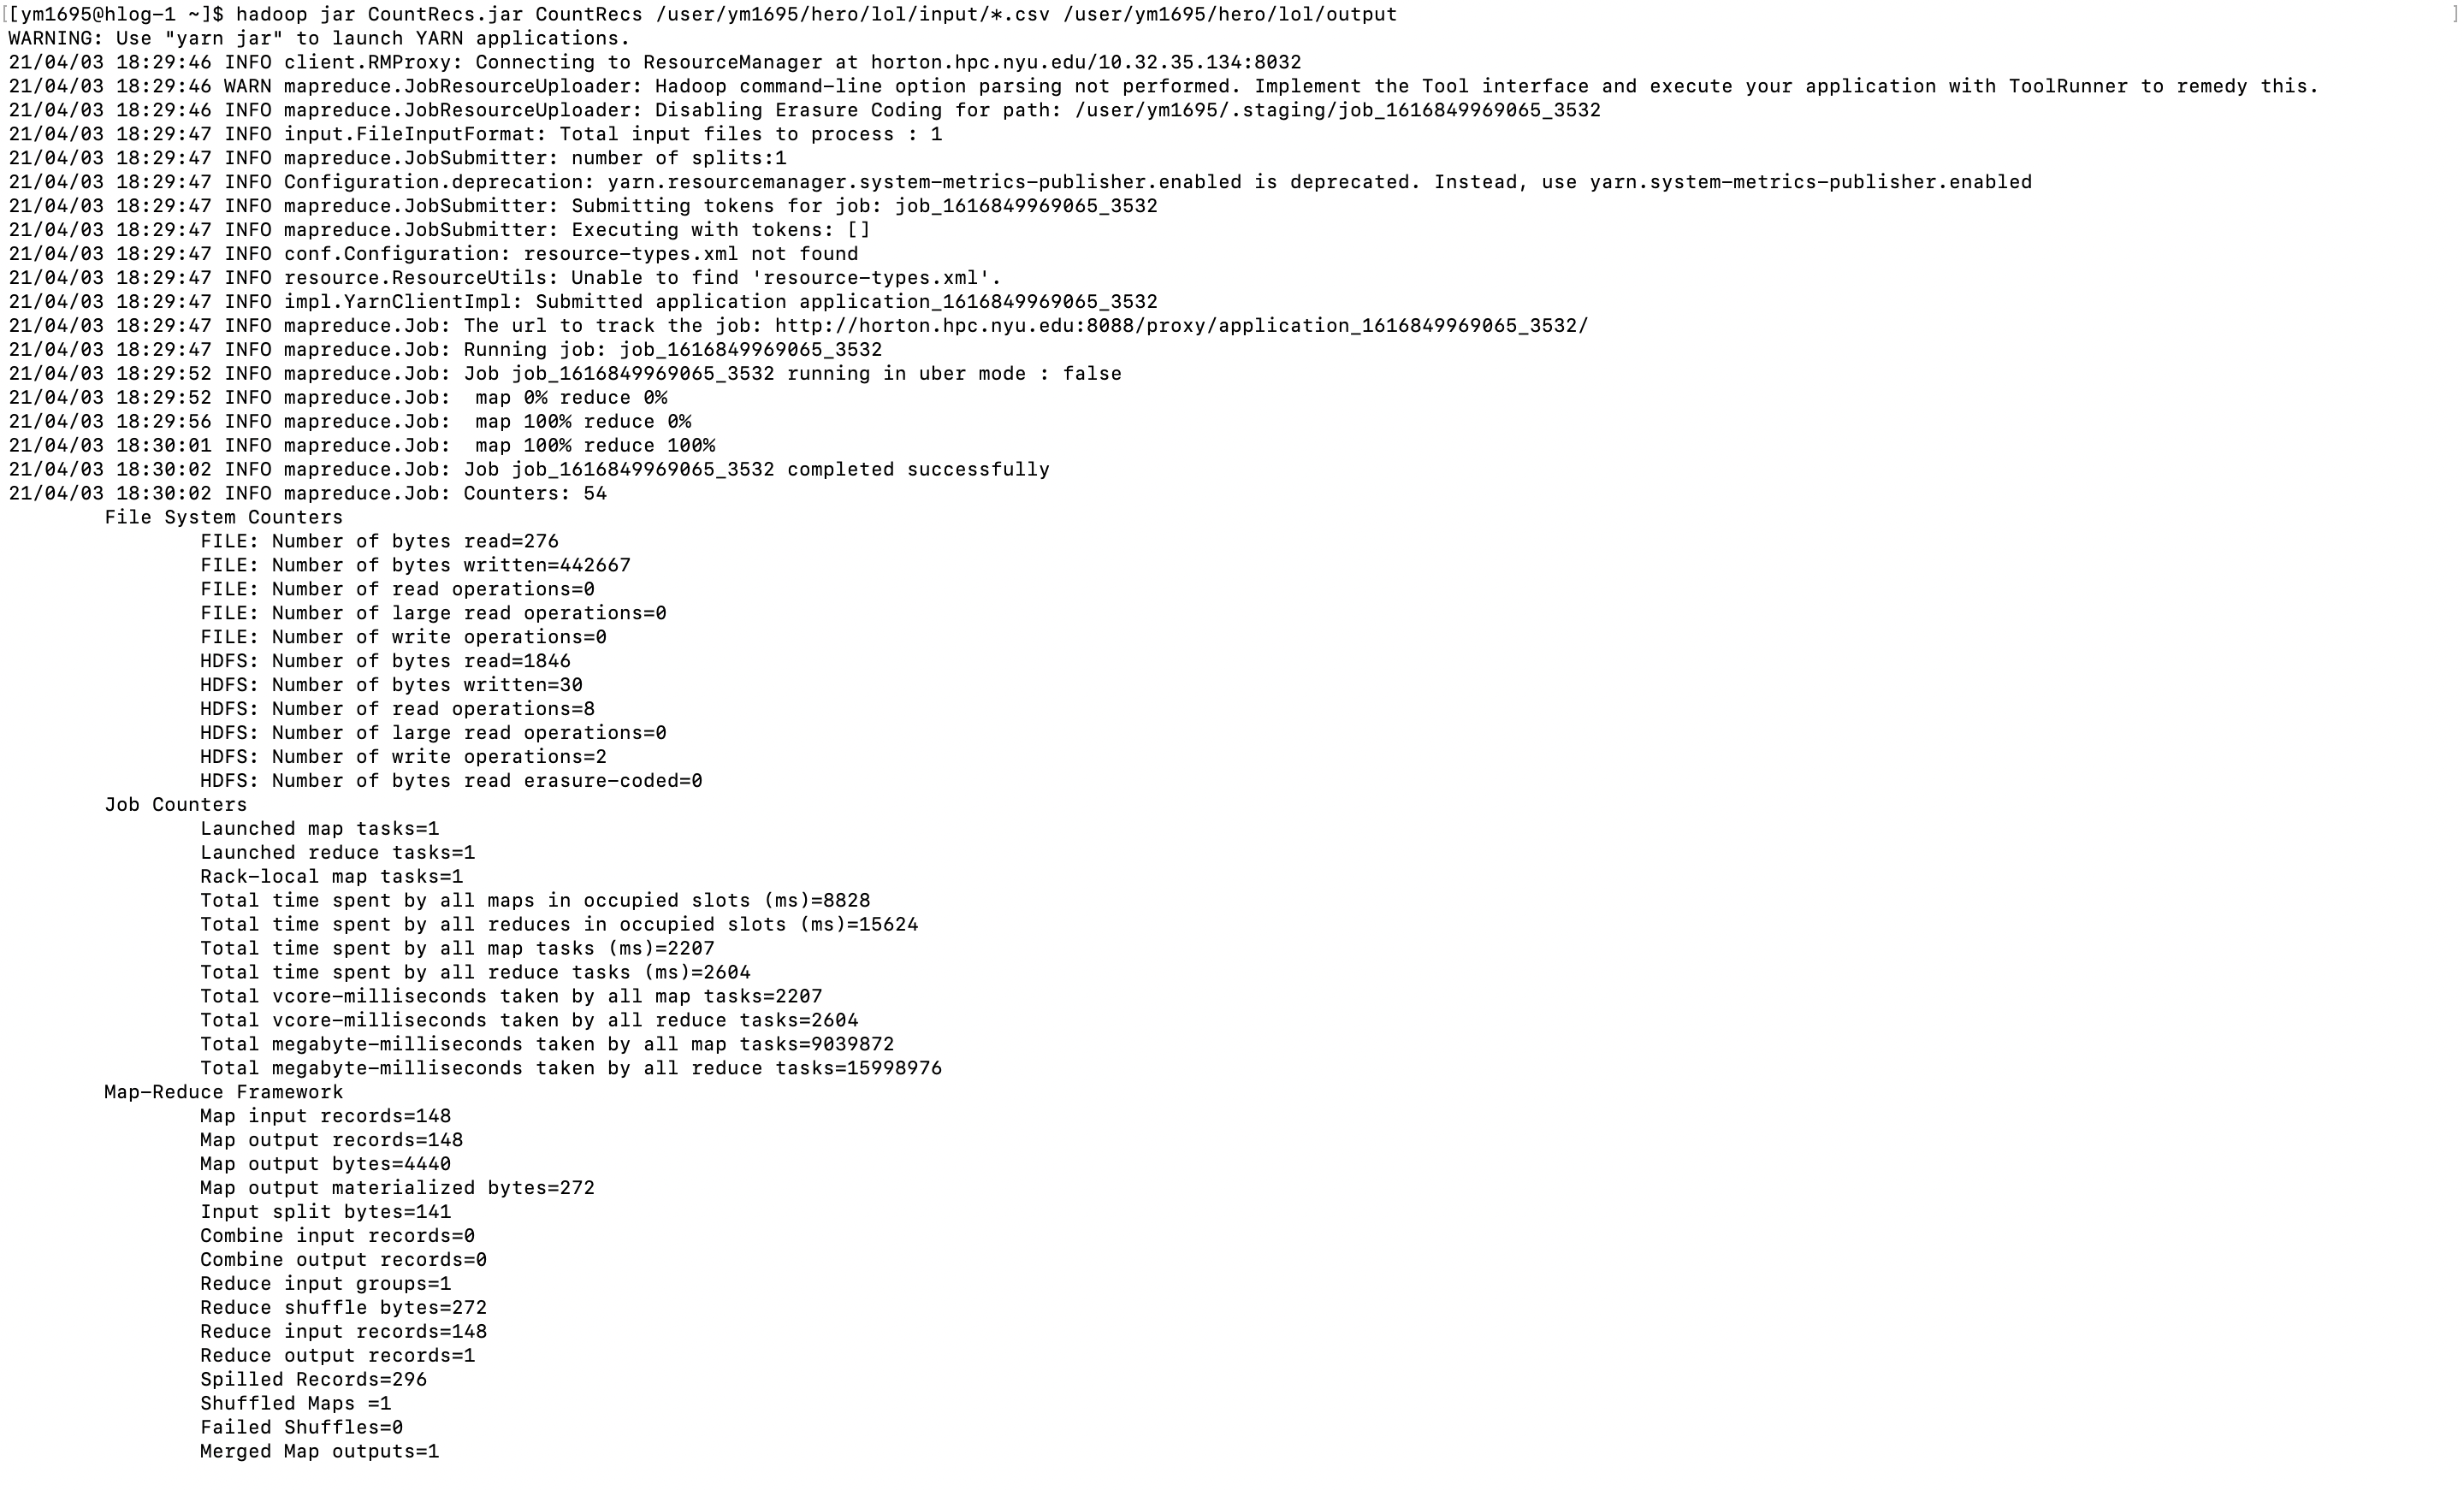 [[ym1695@hlog-1 ~]$ hadoop jar CountRecs.jar CountRecs /user/ym1695/hero/lol/input/*.csv /user/ym1695/hero/lol/output ]
WARNING: Use "yarn jar" to launch YARN applications.
21/04/03 18:29:46 INFO client.RMProxy: Connecting to ResourceManager at horton.hpc.nyu.edu/10.32.35.134:8032
21/04/03 18:29:46 WARN mapreduce.JobResourceUploader: Hadoop command-line option parsing not performed. Implement the Tool interface and execute your application with ToolRunner to remedy this.
21/04/03 18:29:46 INFO mapreduce.JobResourceUploader: Disabling Erasure Coding for path: /user/ym1695/.staging/job_1616849969065_3532
21/04/03 18:29:47 INFO input.FileInputFormat: Total input files to process : 1
21/04/03 18:29:47 INFO mapreduce.JobSubmitter: number of splits:1
21/04/03 18:29:47 INFO Configuration.deprecation: yarn.resourcemanager.system-metrics-publisher.enabled is deprecated. Instead, use yarn.system-metrics-publisher.enabled
21/04/03 18:29:47 INFO mapreduce.JobSubmitter: Submitting tokens for job: job_1616849969065_3532
21/04/03 18:29:47 INFO mapreduce.JobSubmitter: Executing with tokens: []
21/04/03 18:29:47 INFO conf.Configuration: resource-types.xml not found
21/04/03 18:29:47 INFO resource.ResourceUtils: Unable to find 'resource-types.xml'.
21/04/03 18:29:47 INFO impl.YarnClientImpl: Submitted application application_1616849969065_3532
21/04/03 18:29:47 INFO mapreduce.Job: The url to track the job: http://horton.hpc.nyu.edu:8088/proxy/application_1616849969065_3532/
21/04/03 18:29:47 INFO mapreduce.Job: Running job: job_1616849969065_3532
21/04/03 18:29:52 INFO mapreduce.Job: Job job_1616849969065_3532 running in uber mode : false
21/04/03 18:29:52 INFO mapreduce.Job:  map 0% reduce 0%
21/04/03 18:29:56 INFO mapreduce.Job:  map 100% reduce 0%
21/04/03 18:30:01 INFO mapreduce.Job:  map 100% reduce 100%
21/04/03 18:30:02 INFO mapreduce.Job: Job job_1616849969065_3532 completed successfully
21/04/03 18:30:02 INFO mapreduce.Job: Counters: 54
File System Counters
FILE: Number of bytes read=276
FILE: Number of bytes written=442667
FILE: Number of read operations=0
FILE: Number of large read operations=0
FILE: Number of write operations=0
HDFS: Number of bytes read=1846
HDFS: Number of bytes written=30
HDFS: Number of read operations=8
HDFS: Number of large read operations=0
HDFS: Number of write operations=2
HDFS: Number of bytes read erasure-coded=0
Job Counters
Launched map tasks=1
Launched reduce tasks=1
Rack-local map tasks=1
Total time spent by all maps in occupied slots (ms)=8828
Total time spent by all reduces in occupied slots (ms)=15624
Total time spent by all map tasks (ms)=2207
Total time spent by all reduce tasks (ms)=2604
Total vcore-milliseconds taken by all map tasks=2207
Total vcore-milliseconds taken by all reduce tasks=2604
Total megabyte-milliseconds taken by all map tasks=9039872
Total megabyte-milliseconds taken by all reduce tasks=15998976
Map-Reduce Framework
Map input records=148
Map output records=148
Map output bytes=4440
Map output materialized bytes=272
Input split bytes=141
Combine input records=0
Combine output records=0
Reduce input groups=1
Reduce shuffle bytes=272
Reduce input records=148
Reduce output records=1
Spilled Records=296
Shuffled Maps =1
Failed Shuffles=0
Merged Map outputs=1